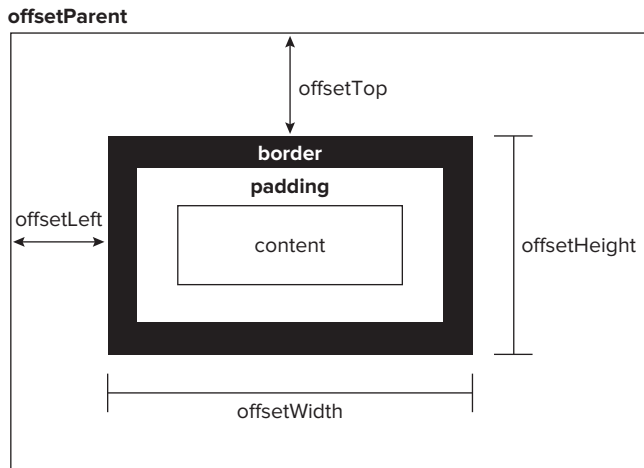 offsetParent
offsetTop
border
padding
offsetLeft
content
offsetHeight
offsetWidth